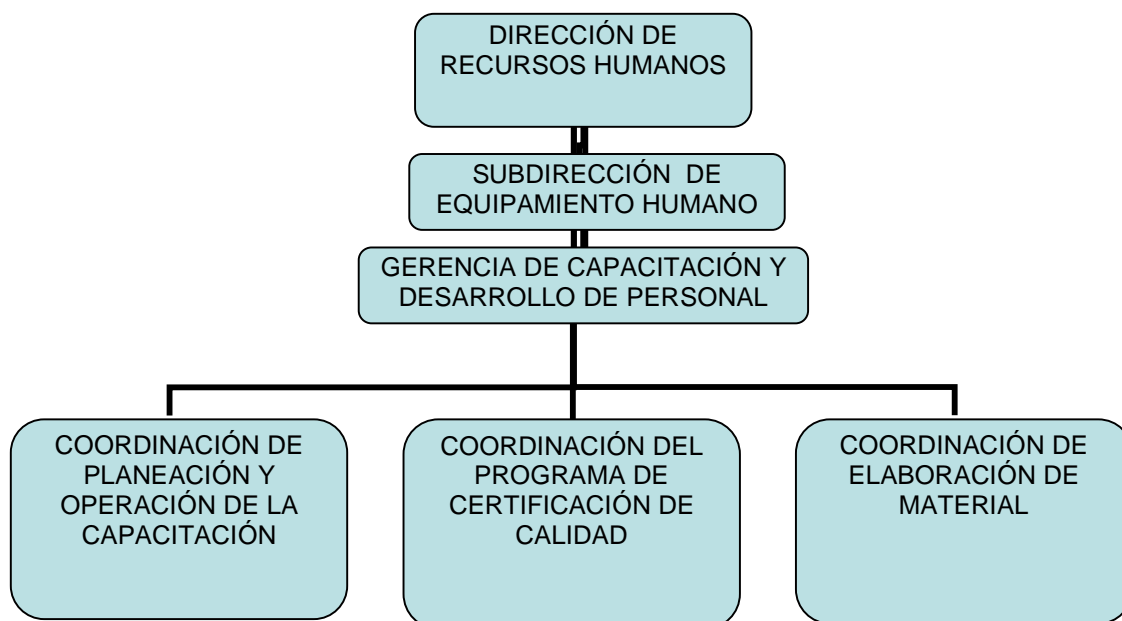 DIRECCIÓN DE
RECURSOS HUMANOS
SUBDIRECCIÓN DE
EQUIPAMIENTO HUMANO
GERENCIA DE CAPACITACIÓN Y
DESARROLLO DE PERSONAL
COORDINACIÓN DE
PLANEACIÓN Y
OPERACIÓN DE LA
CAPACITACIÓN
COORDINACIÓN DEL
PROGRAMA DE
CERTIFICACIÓN DE
CALIDAD
COORDINACIÓN DE
ELABORACIÓN DE
MATERIAL